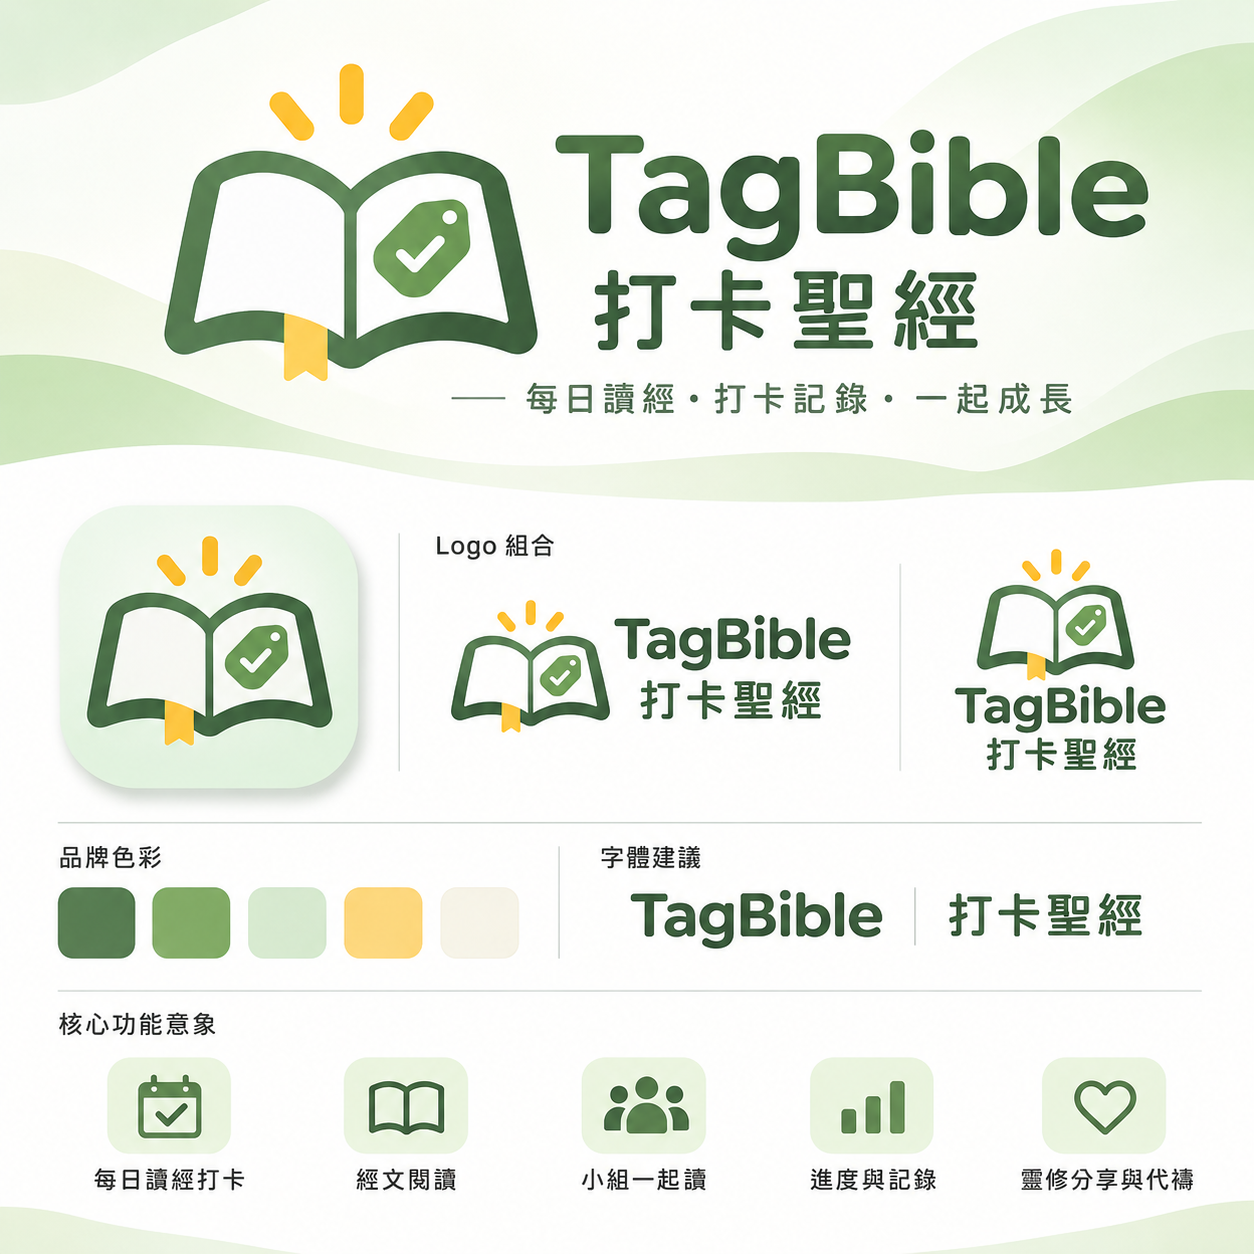 TagBible
打卡聖經
每日讀經・打卡記錄・一起成長
Logo 組合
TagBible
打卡聖經
TagBible
打卡聖經
品牌色彩
字體建議
TagBible
打卡聖經
核心功能意象
每日讀經打卡
經文閱讀
小組一起讀
進度與記錄
靈修分享與代禱